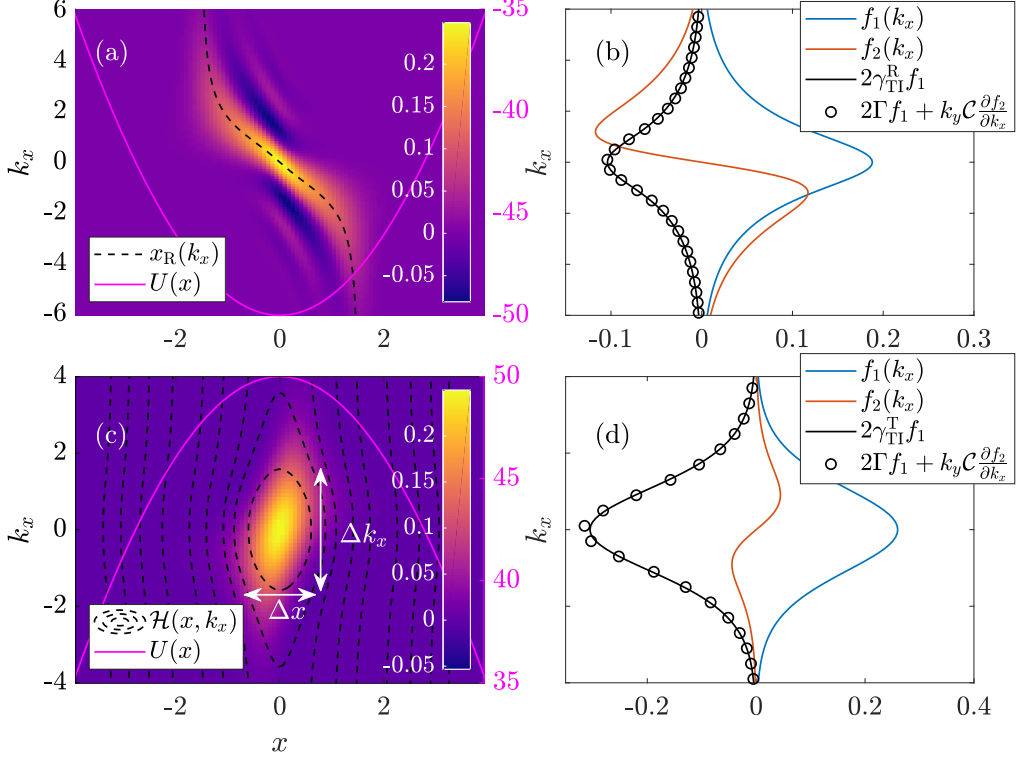 6
4
2
0
-2
-4
-6
k_x
(a)
-35
-40
-45
-50
0.2
0.15
0.1
0.05
0
-0.05
x_R(k_x)
U(x)
-2 0 2
(b)
k_x
f_1(k_x)
f_2(k_x)
2γ_TI^R f_1
2Γf_1 + k_y𝒞 ∂f_2/∂k_x
-0.1 0 0.1 0.2 0.3
4
2
0
-2
-4
k_x
(c)
50
45
40
35
0.2
0.15
0.1
0.05
0
-0.05
Δk_x
Δx
ℋ(x, k_x)
U(x)
-2 0 2
x
(d)
k_x
f_1(k_x)
f_2(k_x)
2γ_TI^T f_1
2Γf_1 + k_y𝒞 ∂f_2/∂k_x
-0.2 0 0.2 0.4